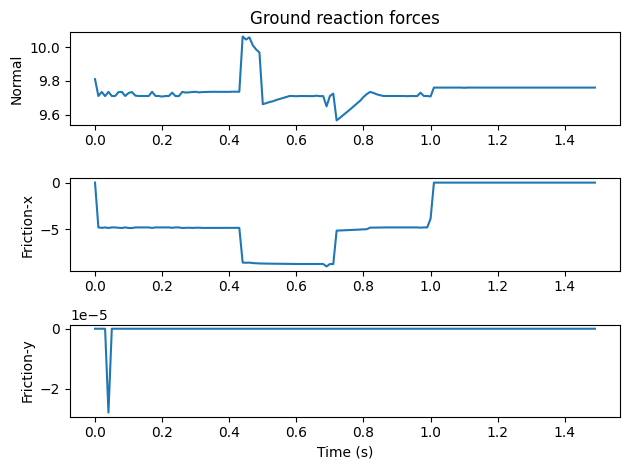 Ground reaction forces
Normal
10.0
9.8
9.6
0.0 0.2 0.4 0.6 0.8 1.0 1.2 1.4
Friction-x
0
−5
0.0 0.2 0.4 0.6 0.8 1.0 1.2 1.4
1e−5
Friction-y
0
−2
0.0 0.2 0.4 0.6 0.8 1.0 1.2 1.4
Time (s)